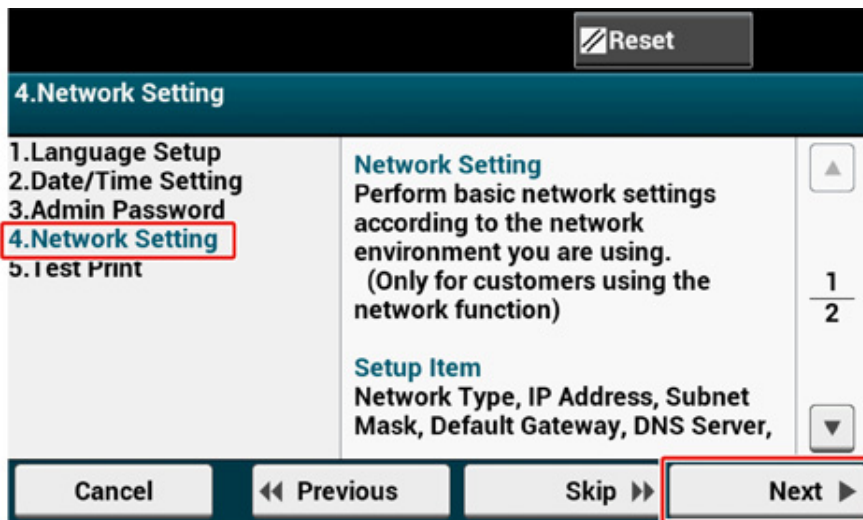 Reset
4.Network Setting
1.Language Setup
2.Date/Time Setting
3.Admin Password
4.Network Setting
5.Test Print
Network Setting
Perform basic network settings
according to the network
environment you are using.
(Only for customers using the
network function)
Setup Item
Network Type, IP Address, Subnet
Mask, Default Gateway, DNS Server,
1
2
Cancel
Previous
Skip
Next